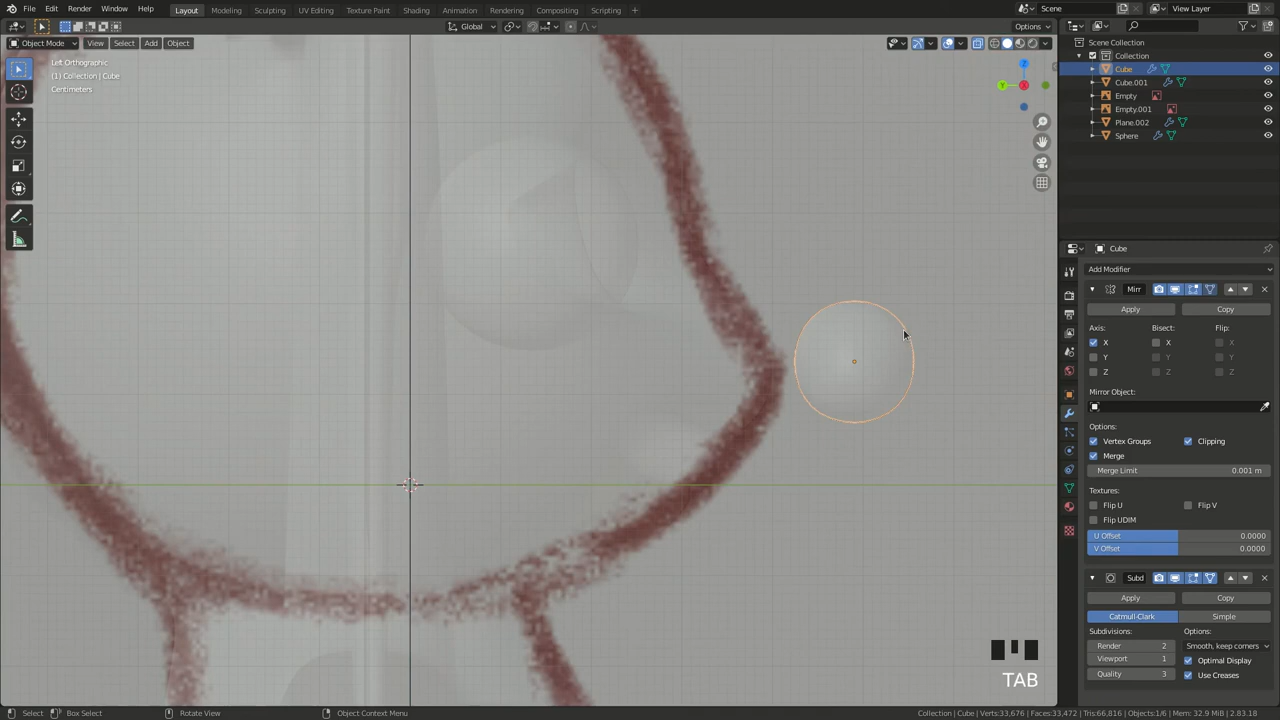 File Edit Render Window Help Layout Modeling Sculpting UV Editing Texture Paint Shading Animation Rendering Compositing Scripting + Scene View Layer
Global Options
Object Mode View Select Add Object
Left Orthographic
(1) Collection | Cube
Centimeters
Z
Y
X
Scene Collection
Collection
Cube
Cube.001
Empty
Empty.001
Plane.002
Sphere
Cube
Add Modifier
Mirr
Apply Copy
Axis: Bisect: Flip:
X X X
Y Y Y
Z Z Z
Mirror Object:
Options:
Vertex Groups Clipping
Merge
Merge Limit 0.001 m
Textures:
Flip U Flip V
Flip UDIM
U Offset 0.0000
V Offset 0.0000
Subd
Apply Copy
Catmull-Clark Simple
Subdivisions: Options:
Render 2 Smooth, keep corners
Viewport 1 Optimal Display
Quality 3 Use Creases
TAB
Select Box Select Rotate View Object Context Menu Collection | Cube | Verts:33,676 | Faces:33,472 | Tris:66,816 | Objects:1/6 | Mem: 32.9 MiB | 2.83.18